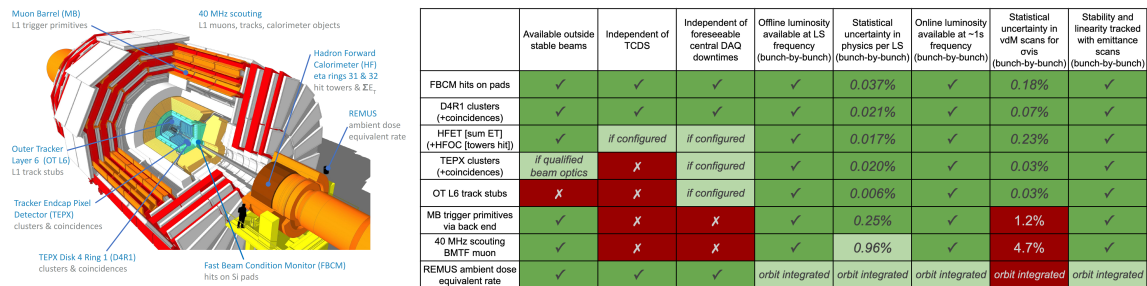 Muon Barrel (MB)
L1 trigger primitives
40 MHz scouting
L1 muons, tracks, calorimeter objects
Hadron Forward
Calorimeter (HF)
eta rings 31 & 32
hit towers & ΣE_T
REMUS
ambient dose
equivalent rate
Outer Tracker
Layer 6 (OT L6)
L1 track stubs
Tracker Endcap Pixel
Detector (TEPX)
clusters & coincidences
TEPX Disk 4 Ring 1 (D4R1)
clusters & coincidences
Fast Beam Condition Monitor (FBCM)
hits on Si pads
Available outside
stable beams
Independent of
TCDS
Independent of
foreseeable
central DAQ
downtimes
Offline luminosity
available at LS
frequency
(bunch-by-bunch)
Statistical
uncertainty in
physics per LS
(bunch-by-bunch)
Online luminosity
available at ~1s
frequency
(bunch-by-bunch)
Statistical
uncertainty in
vdM scans for
σvis
(bunch-by-bunch)
Stability and
linearity tracked
with emittance
scans
(bunch-by-bunch)
FBCM hits on pads
✓ ✓ ✓ ✓ 0.037% ✓ 0.18% ✓
D4R1 clusters
(+coincidences)
✓ ✓ ✓ ✓ 0.021% ✓ 0.07% ✓
HFET [sum ET]
(+HFOC [towers hit])
✓ if configured if configured ✓ 0.017% ✓ 0.23% ✓
TEPX clusters
(+coincidences)
if qualified
beam optics
✗ if configured ✓ 0.020% ✓ 0.03% ✓
OT L6 track stubs
✗ ✗ if configured ✓ 0.006% ✓ 0.03% ✓
MB trigger primitives
via back end
✓ ✗ ✗ ✓ 0.25% ✓ 1.2% ✓
40 MHz scouting
BMTF muon
✓ ✗ ✗ ✓ 0.96% ✓ 4.7% ✓
REMUS ambient dose
equivalent rate
✓ ✓ ✓ orbit integrated orbit integrated orbit integrated orbit integrated orbit integrated